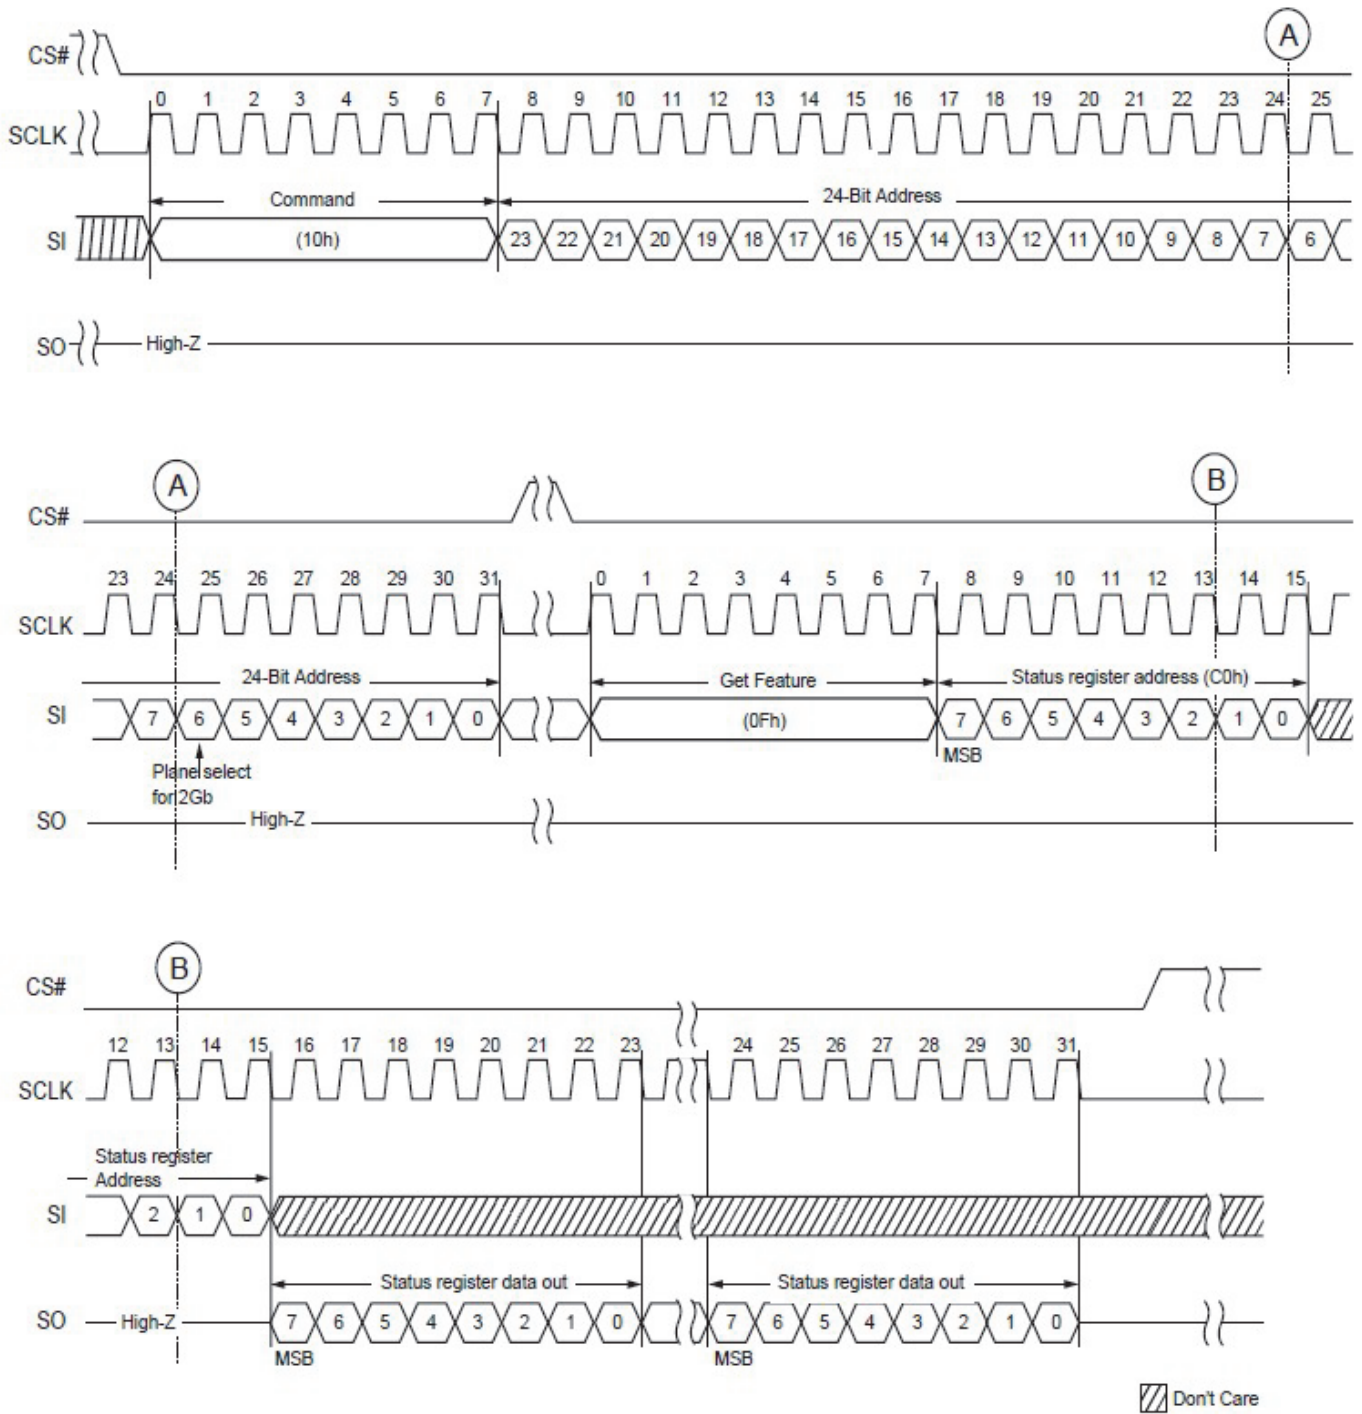 A
CS#
0 1 2 3 4 5 6 7 8 9 10 11 12 13 14 15 16 17 18 19 20 21 22 23 24 25
SCLK
Command 24-Bit Address
SI (10h) 23 22 21 20 19 18 17 16 15 14 13 12 11 10 9 8 7 6
SO High-Z
A B
CS#
23 24 25 26 27 28 29 30 31 0 1 2 3 4 5 6 7 8 9 10 11 12 13 14 15
SCLK
24-Bit Address Get Feature Status register address (C0h)
SI 7 6 5 4 3 2 1 0 (0Fh) 7 6 5 4 3 2 1 0
MSB
Plane select
for 2Gb
SO High-Z
B
CS#
12 13 14 15 16 17 18 19 20 21 22 23 24 25 26 27 28 29 30 31
SCLK
Status register
Address
SI 2 1 0
Status register data out Status register data out
SO High-Z 7 6 5 4 3 2 1 0 7 6 5 4 3 2 1 0
MSB MSB
Don't Care